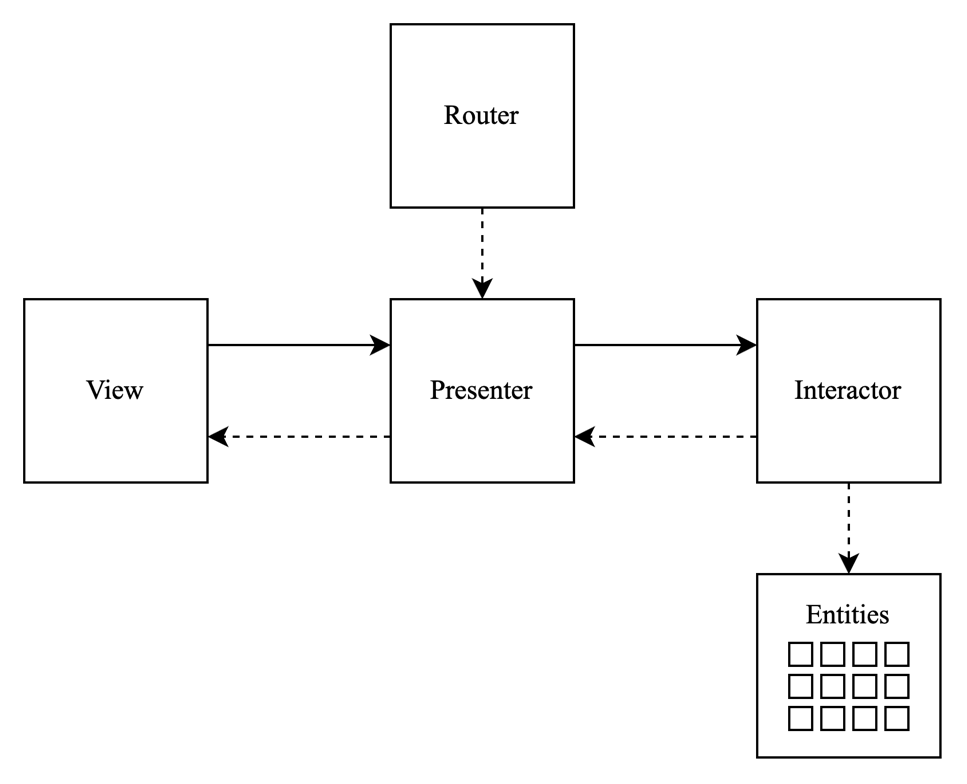 Router
View
Presenter
Interactor
Entities